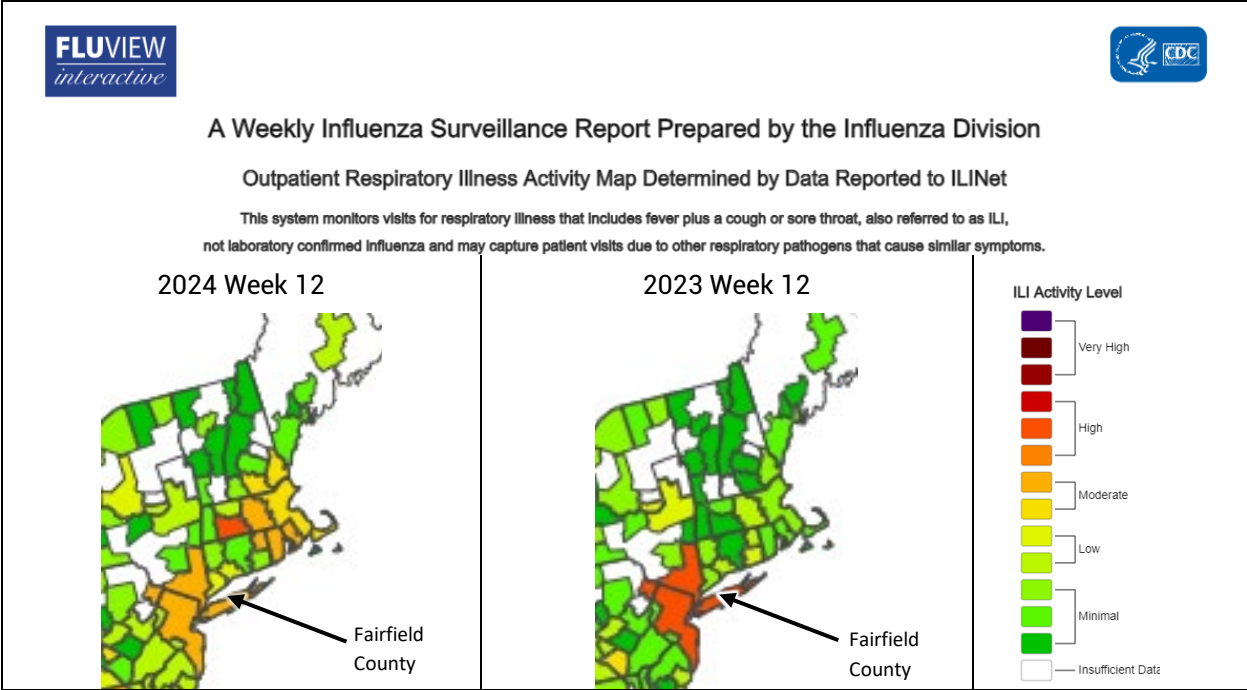 FLUVIEW
interactive
CDC
A Weekly Influenza Surveillance Report Prepared by the Influenza Division
Outpatient Respiratory Illness Activity Map Determined by Data Reported to ILINet
This system monitors visits for respiratory illness that includes fever plus a cough or sore throat, also referred to as ILI,
not laboratory confirmed influenza and may capture patient visits due to other respiratory pathogens that cause similar symptoms.
2024 Week 12
Fairfield
County
2023 Week 12
Fairfield
County
ILI Activity Level
Very High
High
Moderate
Low
Minimal
Insufficient Data